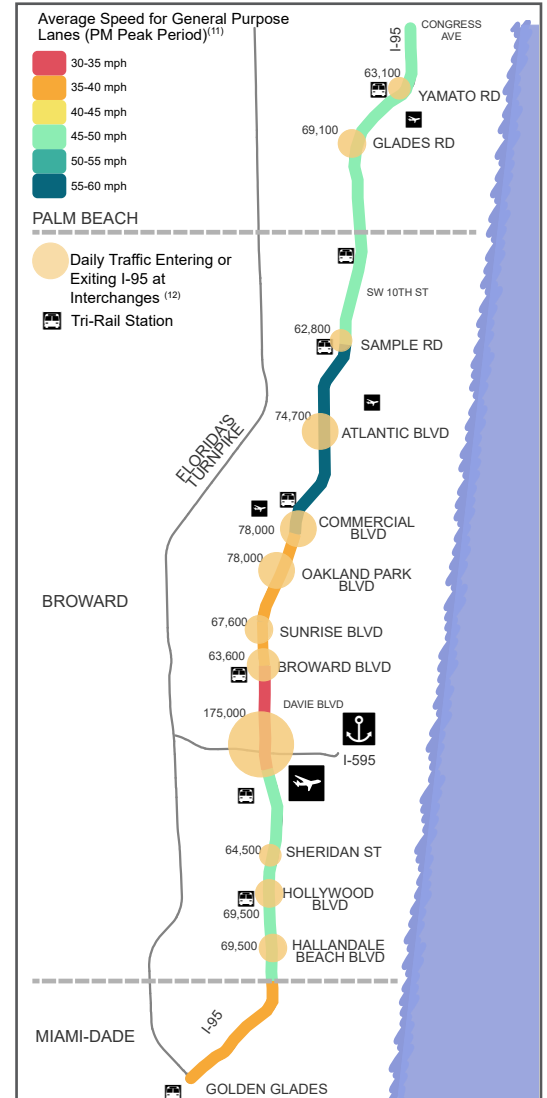 Average Speed for General Purpose
Lanes (PM Peak Period)(11)
30-35 mph
35-40 mph
40-45 mph
45-50 mph
50-55 mph
55-60 mph
I-95
CONGRESS
AVE
63,100
YAMATO RD
69,100
GLADES RD
PALM BEACH
Daily Traffic Entering or
Exiting I-95 at
Interchanges (12)
Tri-Rail Station
SW 10TH ST
62,800
SAMPLE RD
74,700
ATLANTIC BLVD
FLORIDA'S
TURNPIKE
78,000
COMMERCIAL
BLVD
78,000
OAKLAND PARK
BLVD
BROWARD
67,600
SUNRISE BLVD
63,600
BROWARD BLVD
175,000
DAVIE BLVD
I-595
64,500
SHERIDAN ST
HOLLYWOOD
BLVD
69,500
69,500
HALLANDALE
BEACH BLVD
MIAMI-DADE
I-95
GOLDEN GLADES